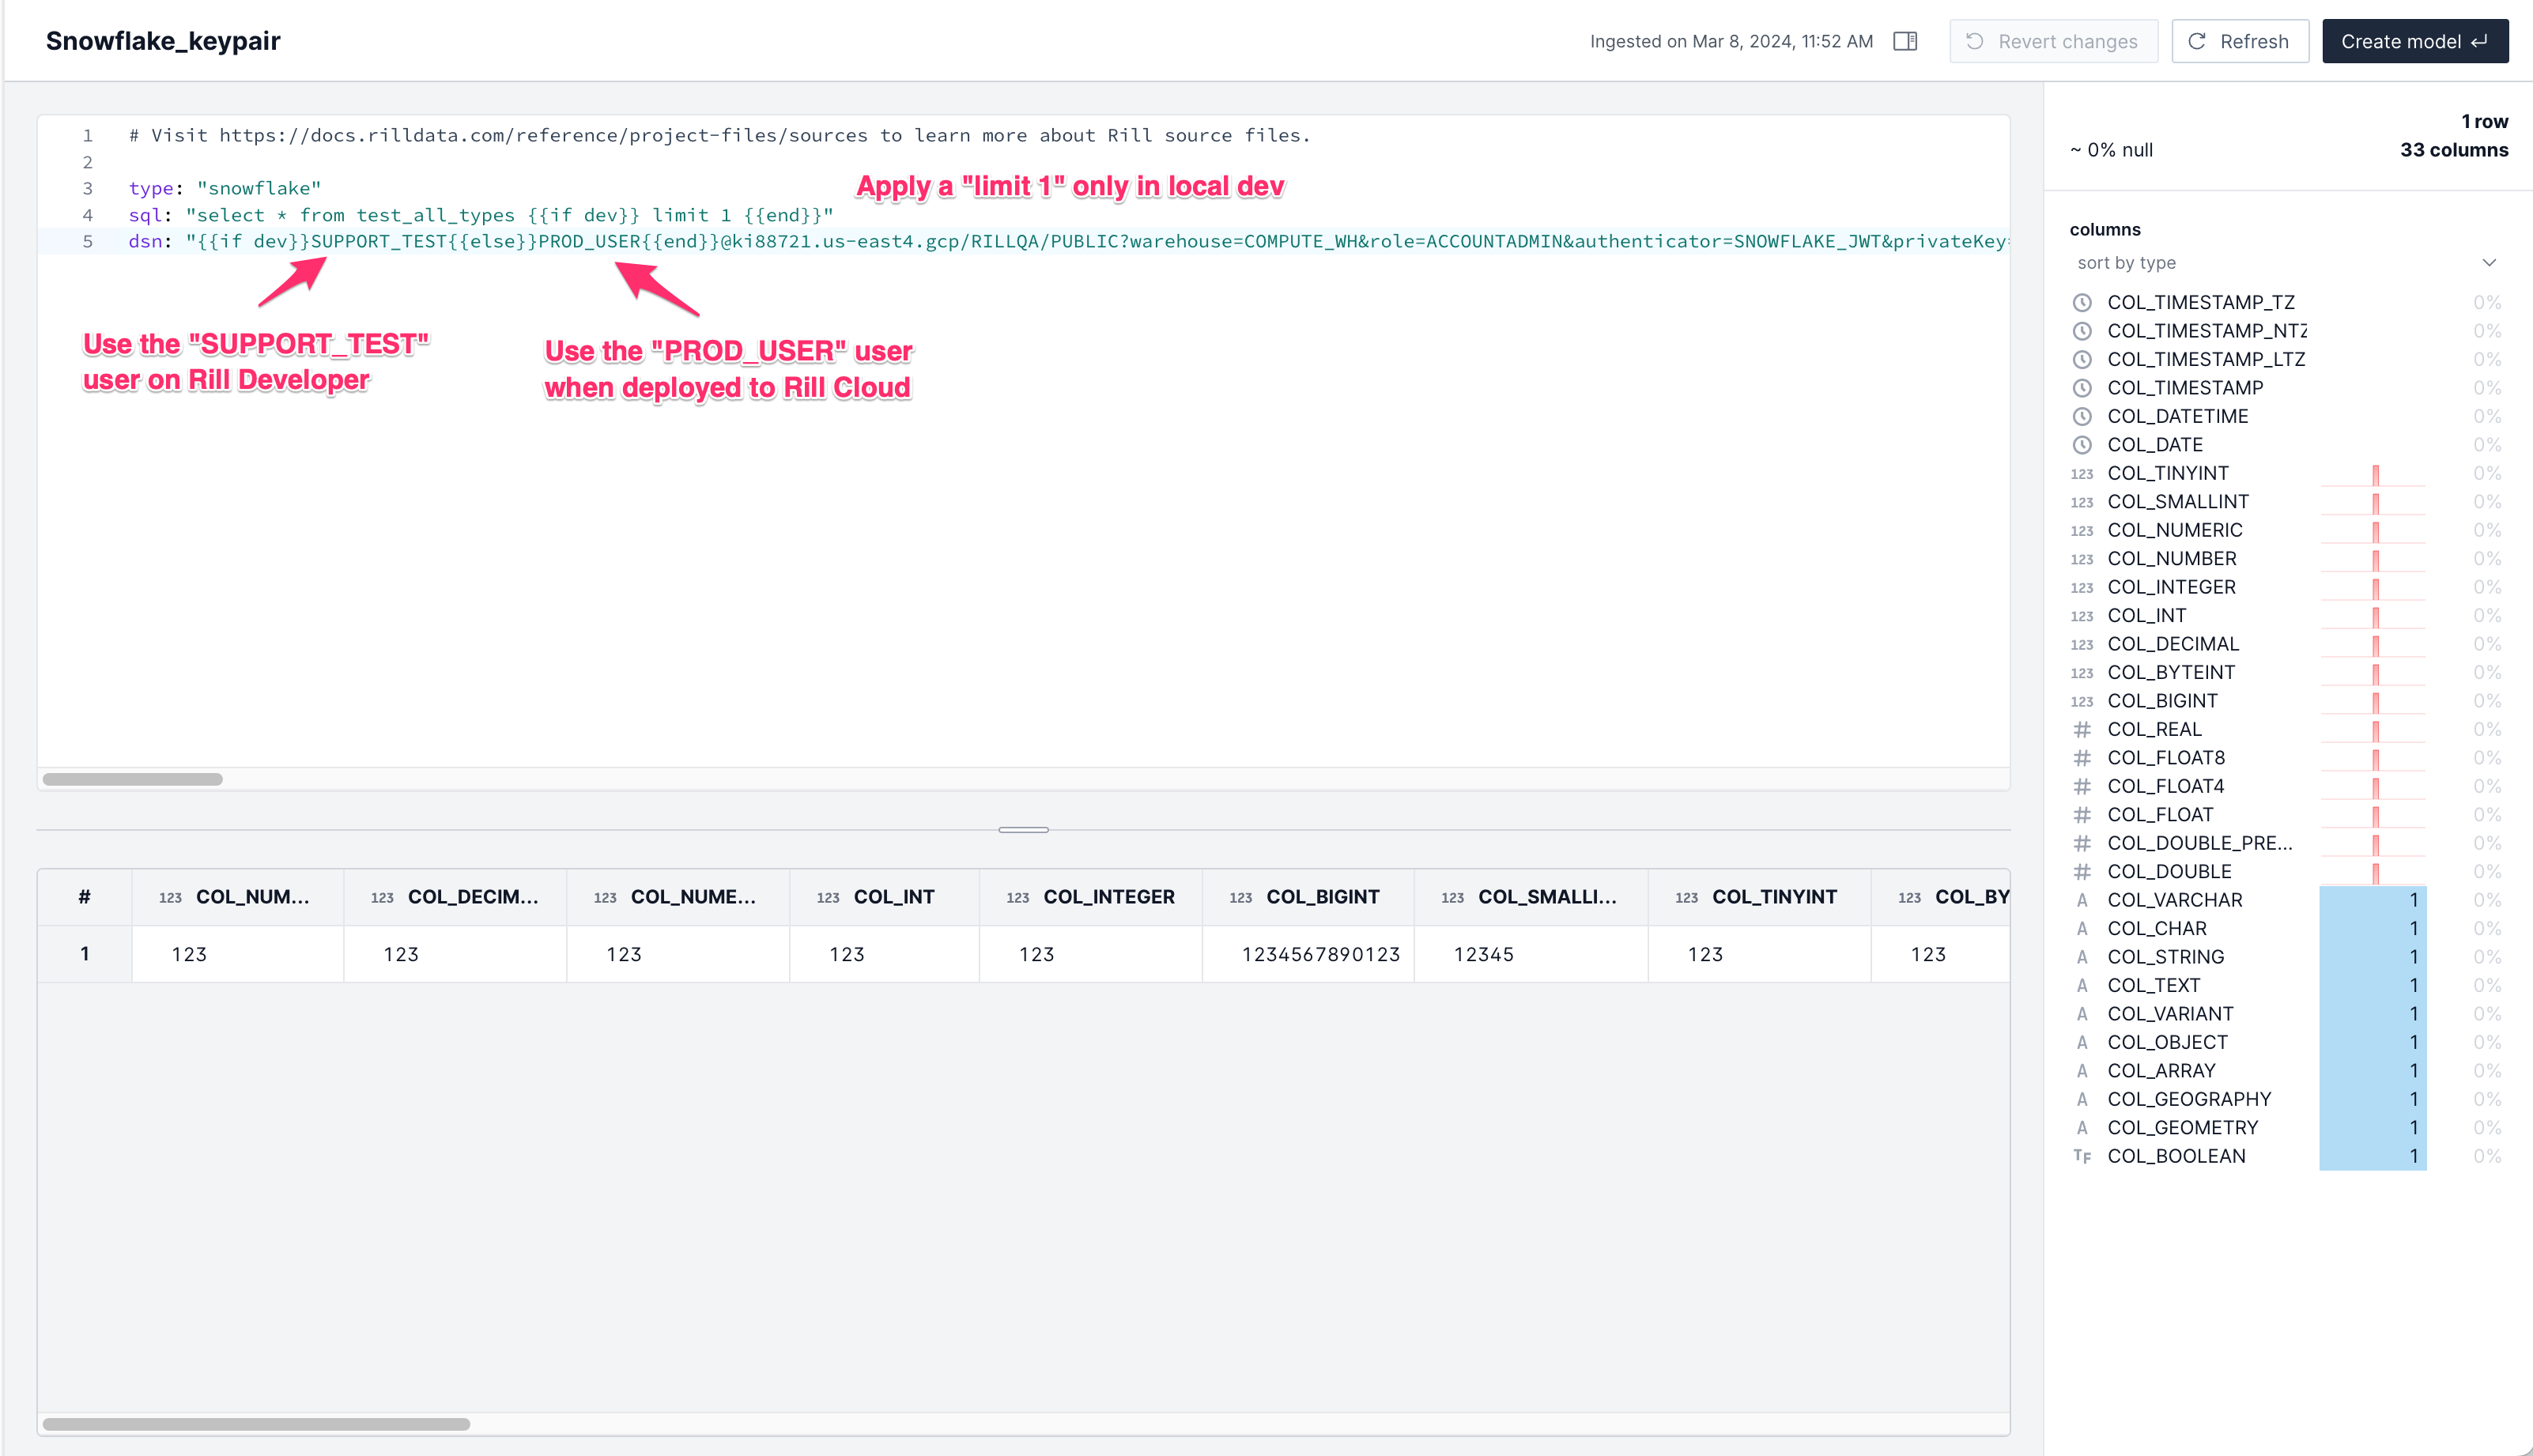 Snowflake_keypair
Ingested on Mar 8, 2024, 11:52 AM
Revert changes
Refresh
Create model
1 # Visit https://docs.rilldata.com/reference/project-files/sources to learn more about Rill source files.
2
3 type: "snowflake"
Apply a "limit 1" only in local dev
4 sql: "select * from test_all_types {{if dev}} limit 1 {{end}}"
5 dsn: "{{if dev}}SUPPORT_TEST{{else}}PROD_USER{{end}}@ki88721.us-east4.gcp/RILLQA/PUBLIC?warehouse=COMPUTE_WH&role=ACCOUNTADMIN&authenticator=SNOWFLAKE_JWT&privateKey=
Use the "SUPPORT_TEST"
user on Rill Developer
Use the "PROD_USER" user
when deployed to Rill Cloud
# 123 COL_NUM... 123 COL_DECIM... 123 COL_NUME... 123 COL_INT 123 COL_INTEGER 123 COL_BIGINT 123 COL_SMALLI... 123 COL_TINYINT 123 COL_BY
1 123 123 123 123 123 1234567890123 12345 123 123
1 row
~ 0% null 33 columns
columns
sort by type
COL_TIMESTAMP_TZ 0%
COL_TIMESTAMP_NTZ 0%
COL_TIMESTAMP_LTZ 0%
COL_TIMESTAMP 0%
COL_DATETIME 0%
COL_DATE 0%
123 COL_TINYINT 0%
123 COL_SMALLINT 0%
123 COL_NUMERIC 0%
123 COL_NUMBER 0%
123 COL_INTEGER 0%
123 COL_INT 0%
123 COL_DECIMAL 0%
123 COL_BYTEINT 0%
123 COL_BIGINT 0%
# COL_REAL 0%
# COL_FLOAT8 0%
# COL_FLOAT4 0%
# COL_FLOAT 0%
# COL_DOUBLE_PRE... 0%
# COL_DOUBLE 0%
A COL_VARCHAR 1 0%
A COL_CHAR 1 0%
A COL_STRING 1 0%
A COL_TEXT 1 0%
A COL_VARIANT 1 0%
A COL_OBJECT 1 0%
A COL_ARRAY 1 0%
A COL_GEOGRAPHY 1 0%
A COL_GEOMETRY 1 0%
TF COL_BOOLEAN 1 0%